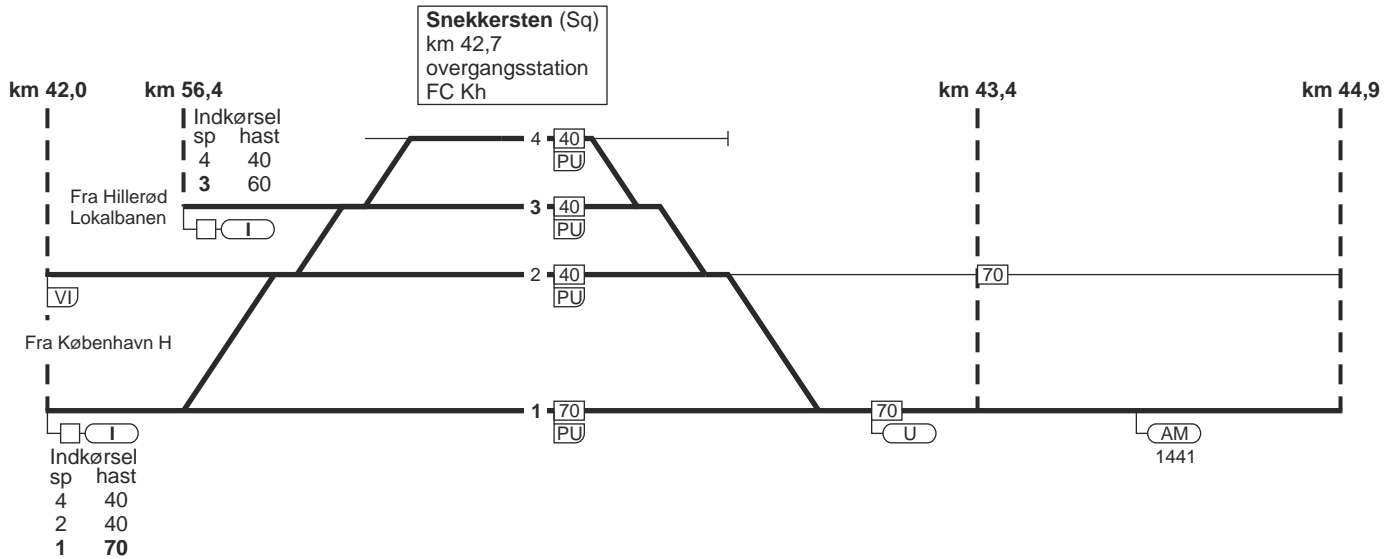 Snekkersten (Sq)
km 42,7
overgangsstation
FC Kh
km 42,0
km 56,4
km 43,4
km 44,9
Indkørsel
sp hast
4 40
3 60
Fra Hillerød
Lokalbanen
I
4 40
PU
3 40
PU
2 40
PU
70
VI
Fra København H
1 70
PU
70
U
AM
1441
I
Indkørsel
sp hast
4 40
2 40
1 70